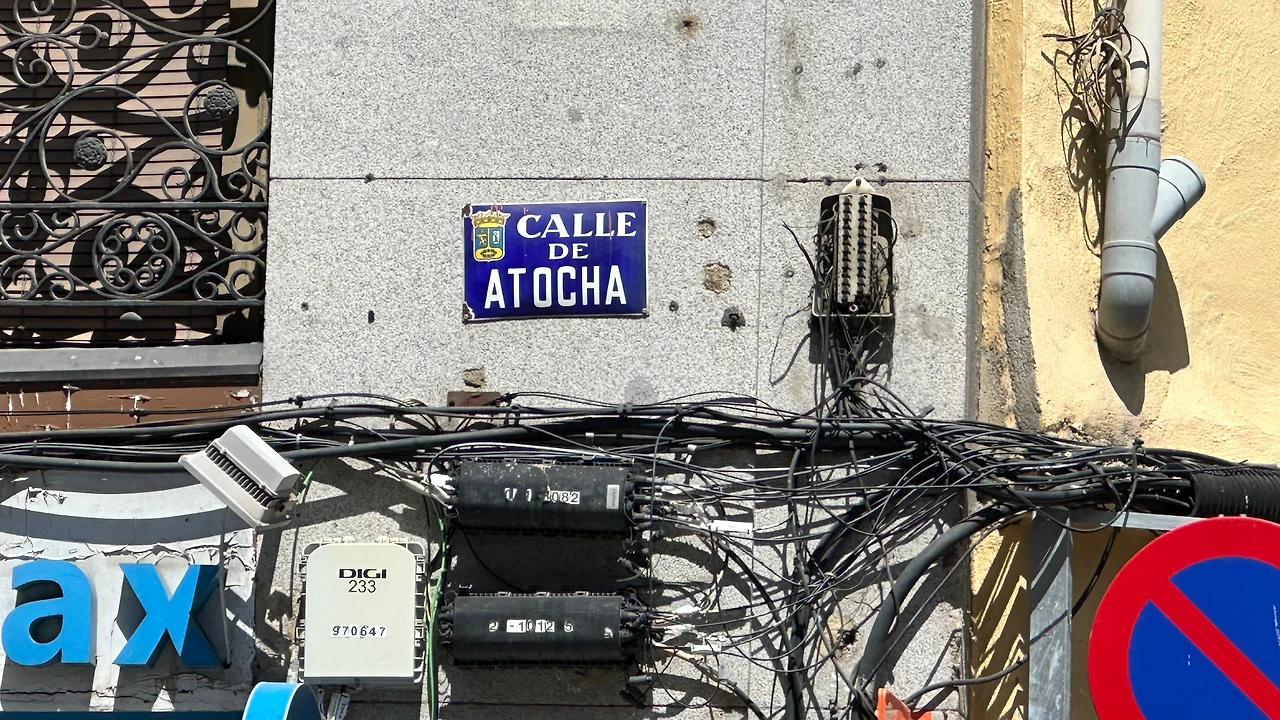 CALLE
DE
ATOCHA
ax
DIGI
233
970647